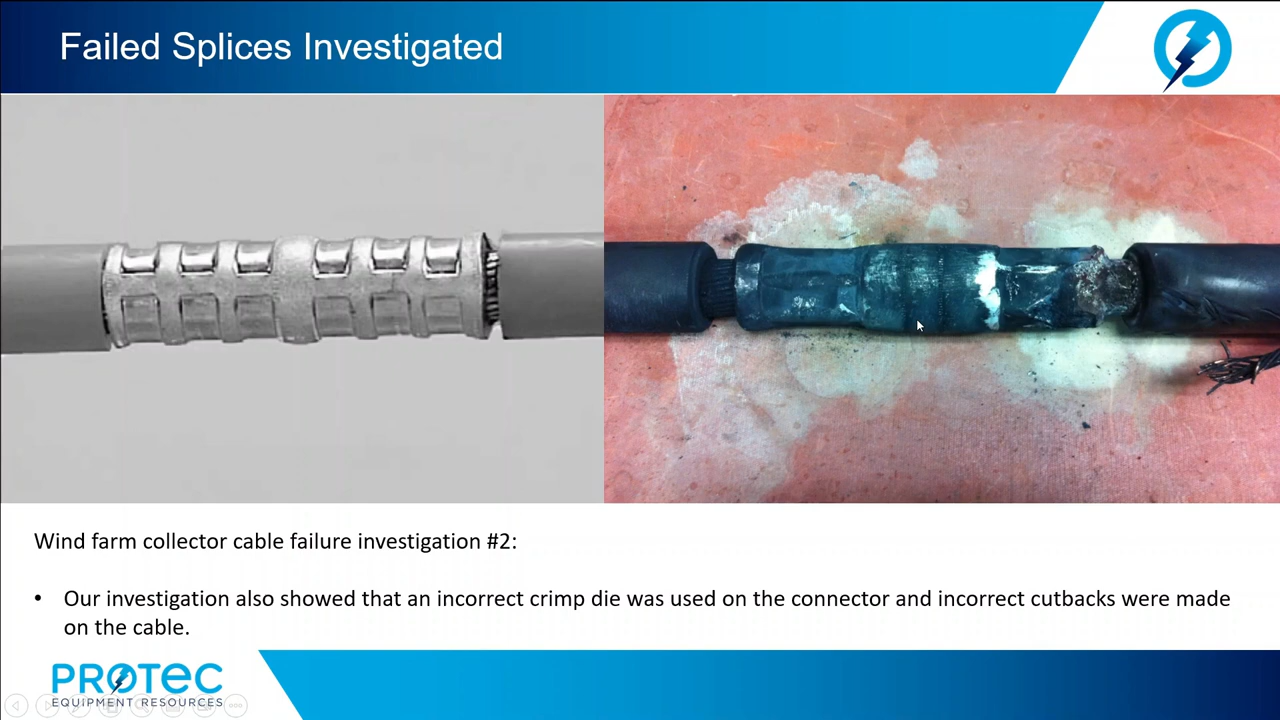 Failed Splices Investigated
Wind farm collector cable failure investigation #2:
• Our investigation also showed that an incorrect crimp die was used on the connector and incorrect cutbacks were made
on the cable.
PROTEC
EQUIPMENT RESOURCES